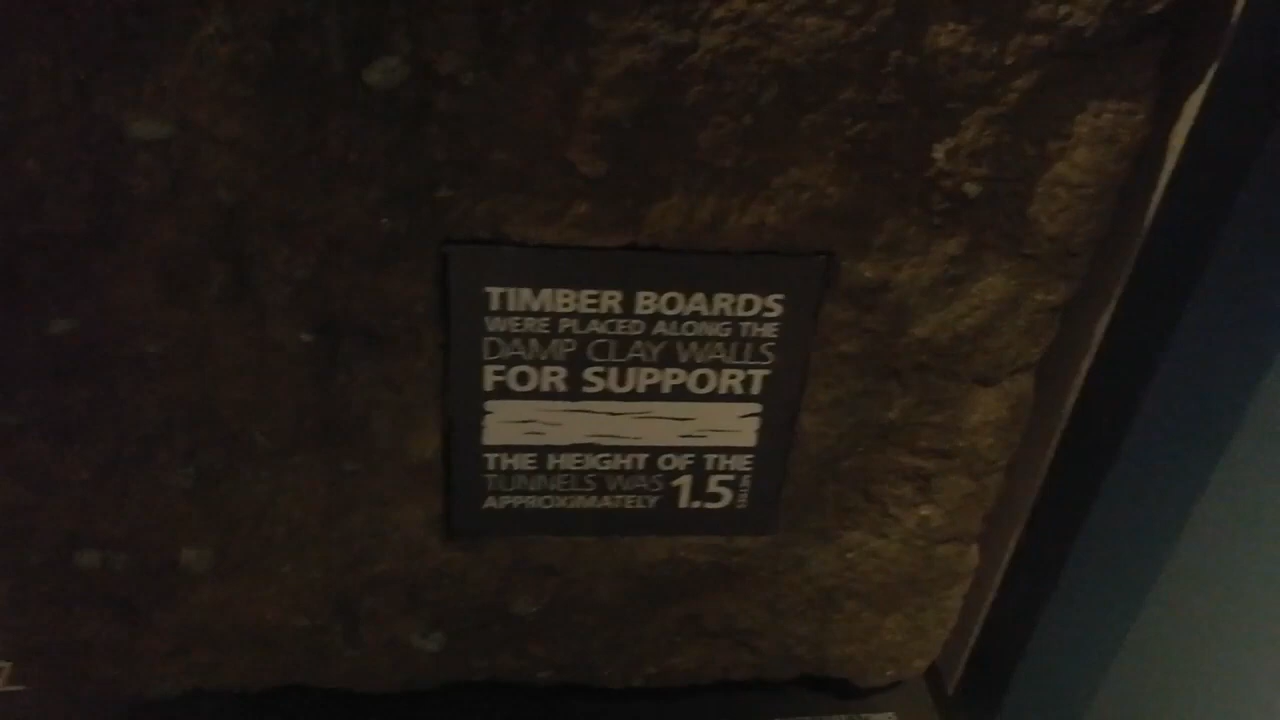 TIMBER BOARDS
WERE PLACED ALONG THE
DAMP CLAY WALLS
FOR SUPPORT
THE HEIGHT OF THE
TUNNELS WAS
APPROXIMATELY 1.5